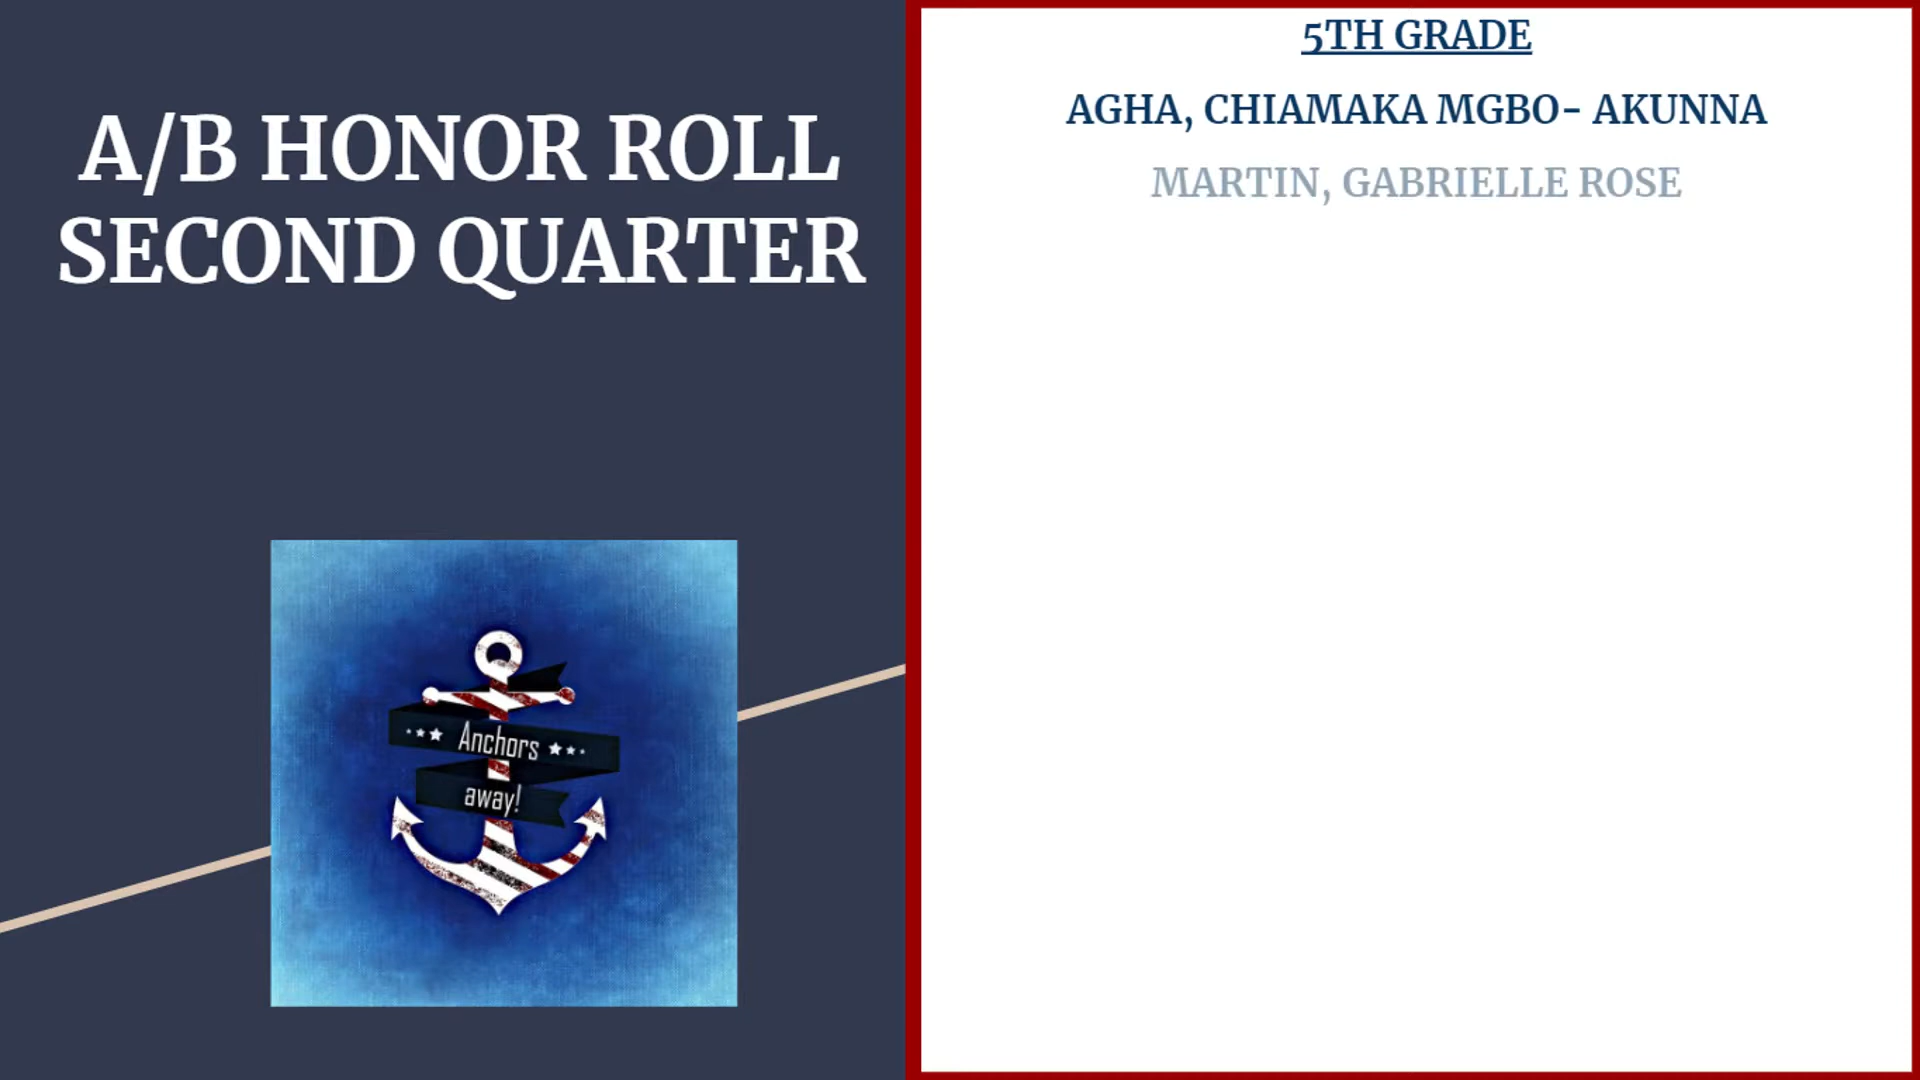 A/B HONOR ROLL
SECOND QUARTER
Anchors
away!
5TH GRADE
AGHA, CHIAMAKA MGBO- AKUNNA
MARTIN, GABRIELLE ROSE